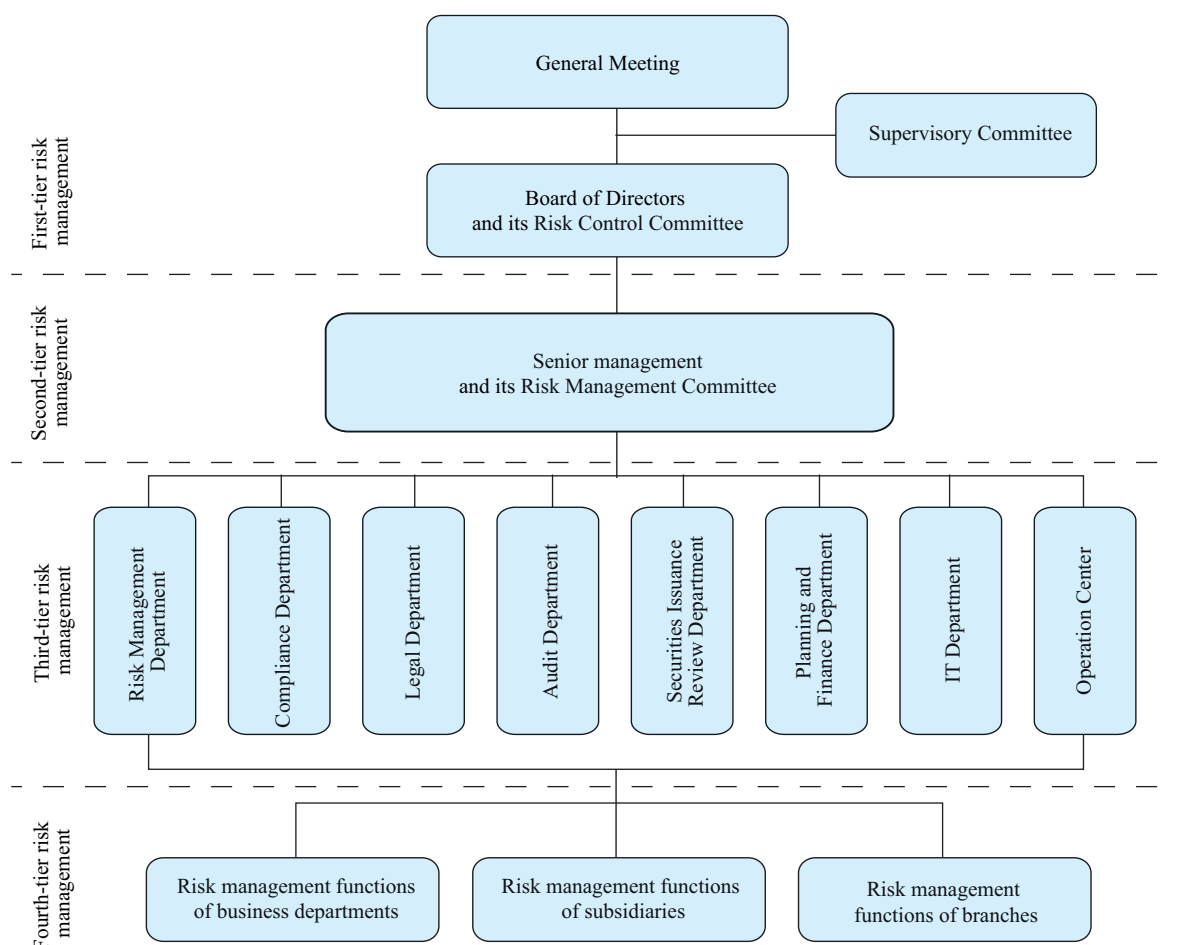 General Meeting
Supervisory Committee
First-tier risk
management
Board of Directors
and its Risk Control Committee
Second-tier risk
management
Senior management
and its Risk Management Committee
Third-tier risk
management
Risk Management
Department
Compliance Department
Legal Department
Audit Department
Securities Issuance
Review Department
Planning and
Finance Department
IT Department
Operation Center
Fourth-tier risk
management
Risk management functions
of business departments
Risk management functions
of subsidiaries
Risk management
functions of branches